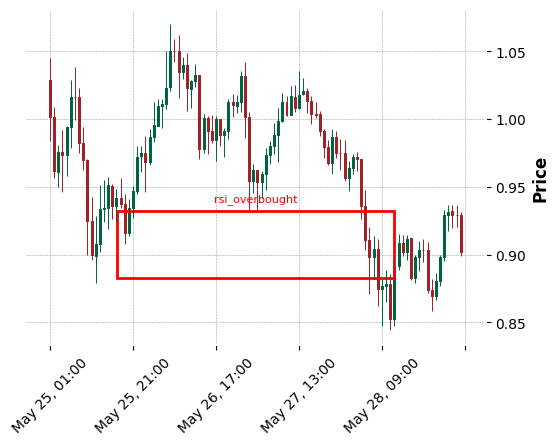 1.05
1.00
0.95
0.90
0.85
Price
rsi_overbought
May 25, 01:00
May 25, 21:00
May 26, 17:00
May 27, 13:00
May 28, 09:00